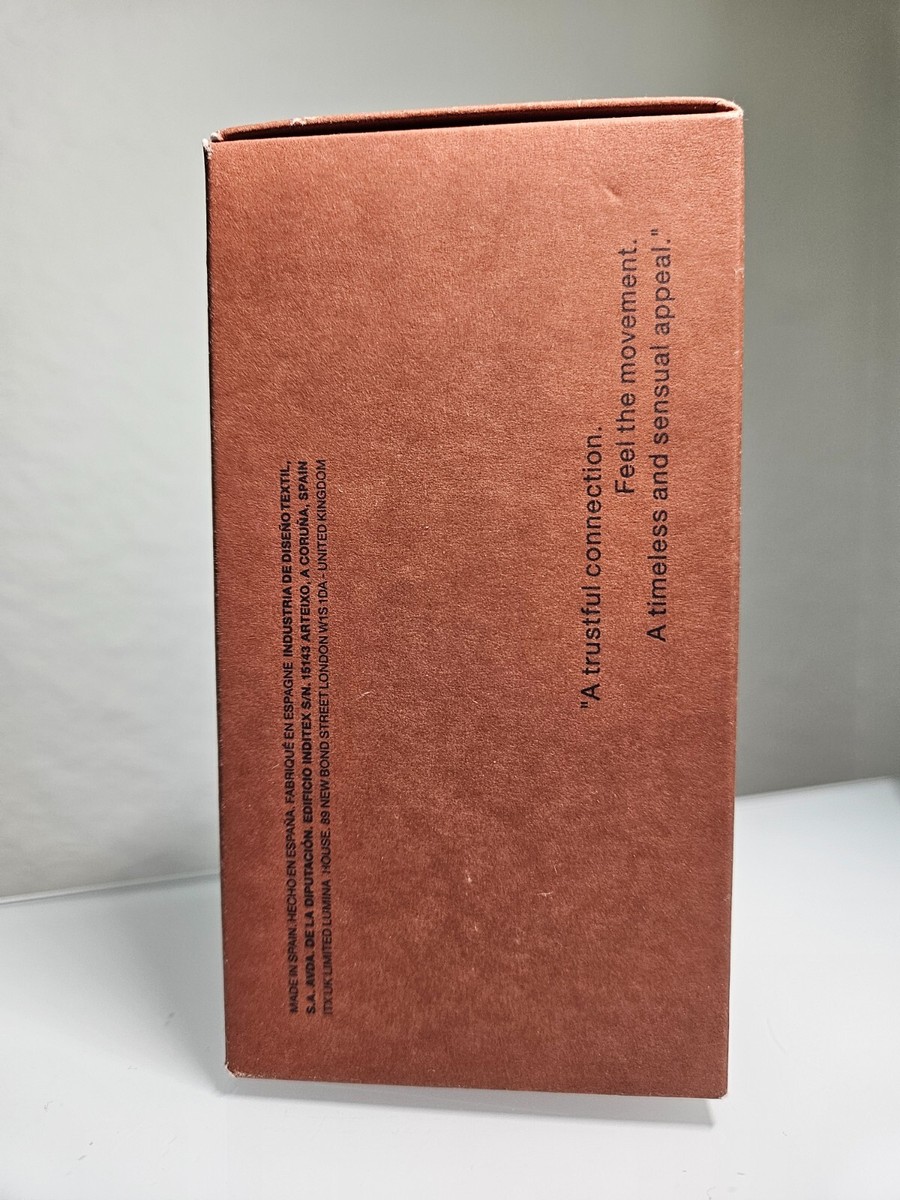 MADE IN SPAIN. HECHO EN ESPAÑA. FABRIQUÉ EN ESPAGNE INDUSTRIA DE DISEÑO TEXTIL,
S.A. AVDA. DE LA DIPUTACIÓN. EDIFICIO INDITEX S/N. 15143 ARTEIXO. A CORUÑA, SPAIN
ITX UK LIMITED LUMINA HOUSE. 89 NEW BOND STREET LONDON W1S 1DA - UNITED KINGDOM
"A trustful connection.
Feel the movement.
A timeless and sensual appeal."